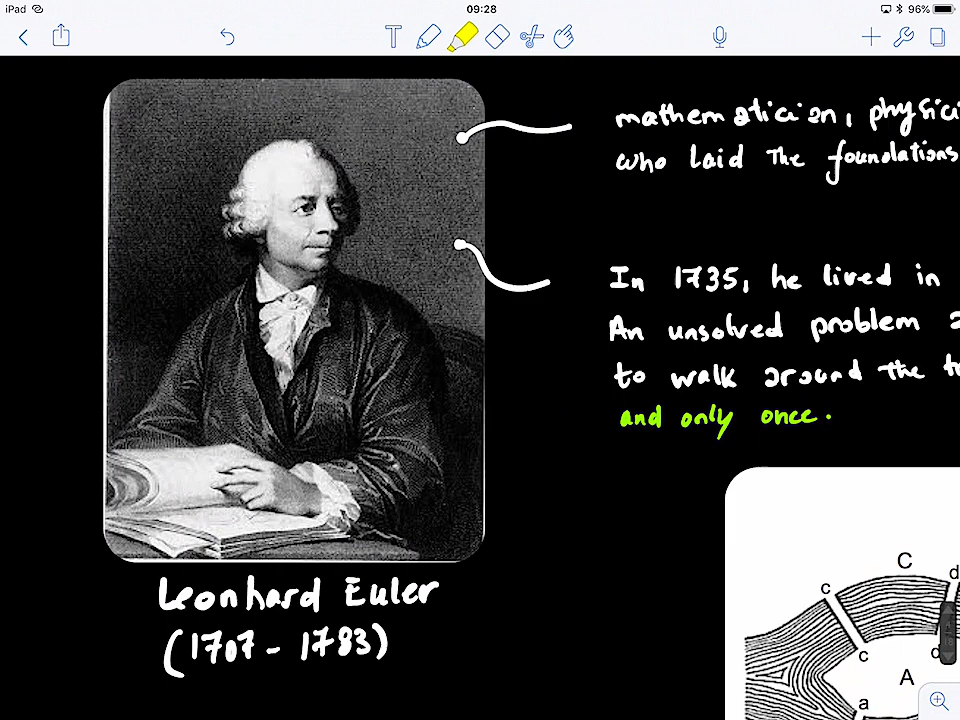 iPad
09:28
96%
mathematician, physici
who laid the foundations
In 1735, he lived in
An unsolved problem a
to walk around the t
and only once.
Leonhard Euler
(1707 - 1783)
C
c
d
c
d
A
a